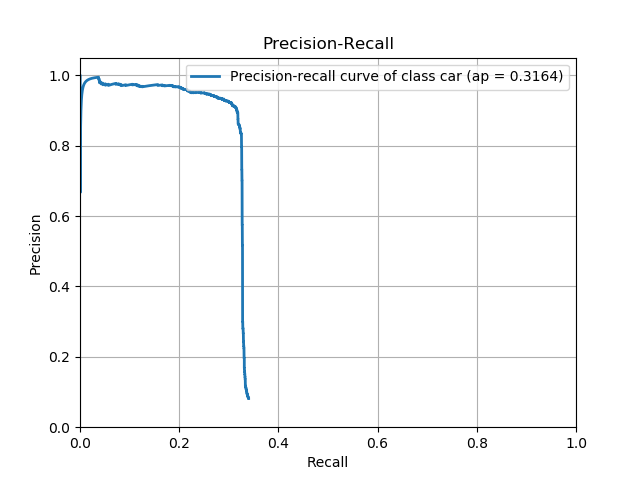 Precision-Recall
Precision-recall curve of class car (ap = 0.3164)
1.0
0.8
0.6
0.4
0.2
0.0
Precision
0.0 0.2 0.4 0.6 0.8 1.0
Recall